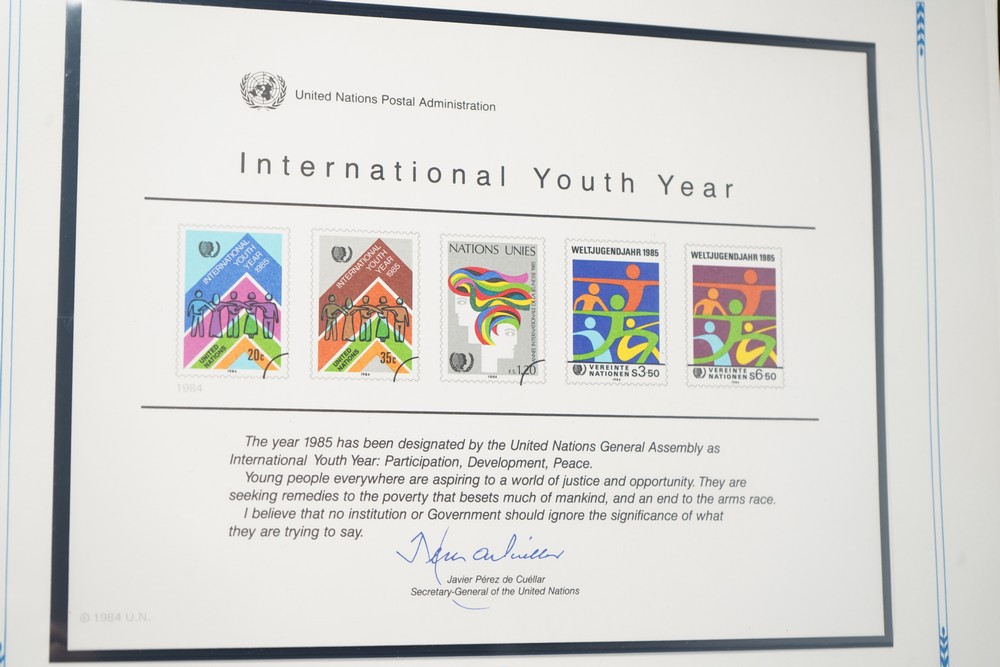 United Nations Postal Administration
International Youth Year
INTERNATIONAL
YOUTH
YEAR
1985
UNITED
NATIONS
20c
1984
INTERNATIONAL
YOUTH
YEAR
1985
UNITED
NATIONS
35c
1984
NATIONS UNIES
ANNÉE INTERNATIONALE DE LA JEUNESSE 1985
F.S. 1,20
1984
WELTJUGENDJAHR 1985
VEREINTE
NATIONEN S3·50
1984
WELTJUGENDJAHR 1985
VEREINTE
NATIONEN S6·50
1984
1984
The year 1985 has been designated by the United Nations General Assembly as
International Youth Year: Participation, Development, Peace.
Young people everywhere are aspiring to a world of justice and opportunity. They are
seeking remedies to the poverty that besets much of mankind, and an end to the arms race.
I believe that no institution or Government should ignore the significance of what
they are trying to say.
Javier Pérez de Cuéllar
Secretary-General of the United Nations
© 1984 U.N.